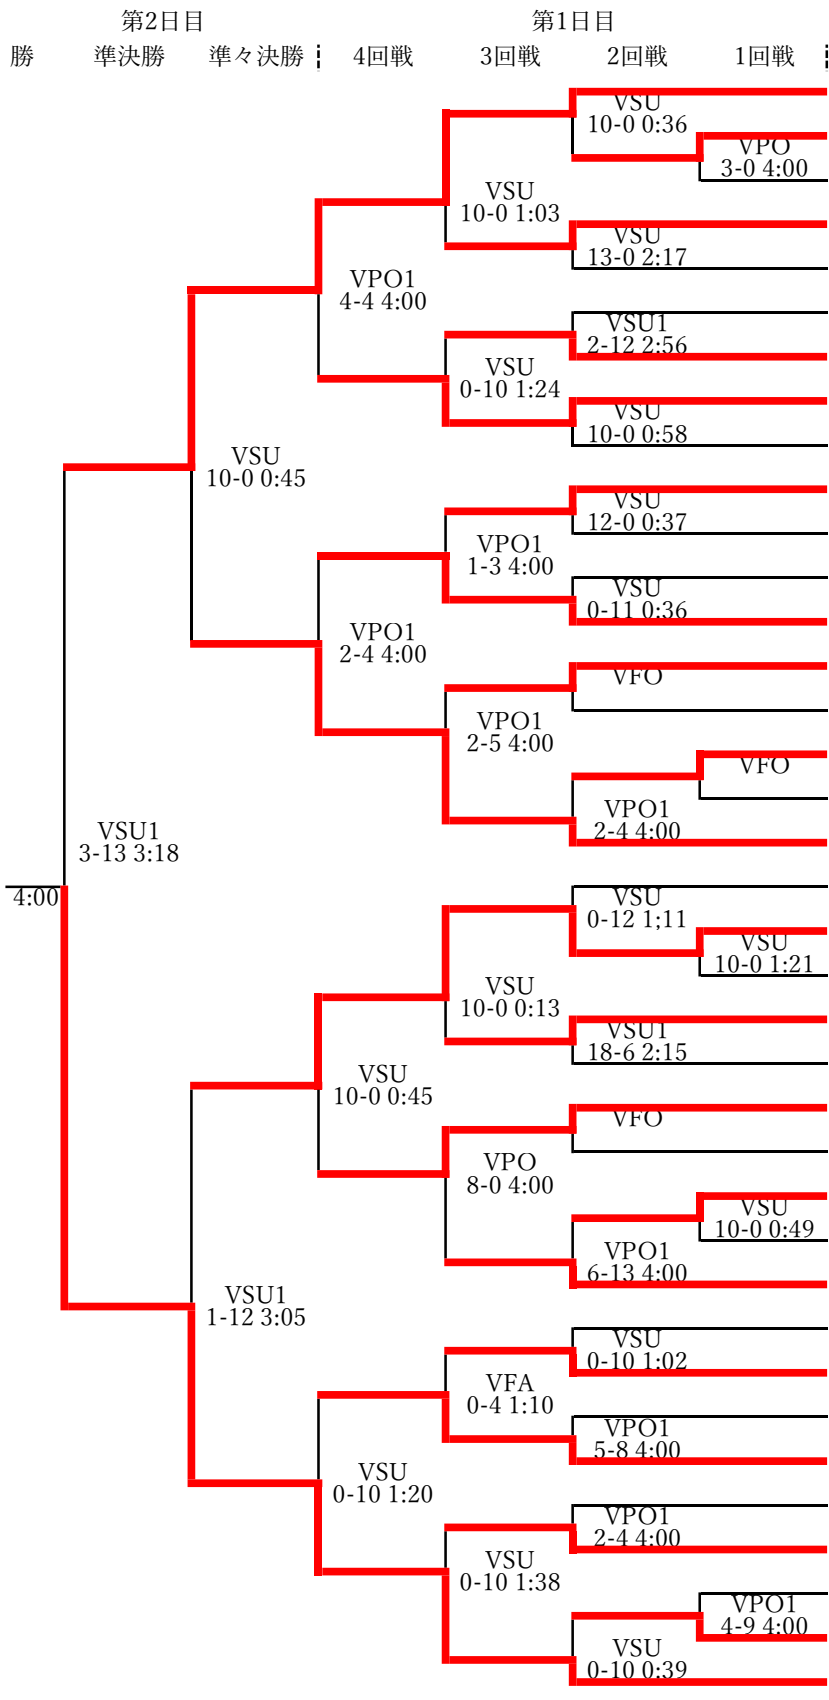 第2日目 第1日目
勝 準決勝 準々決勝 4回戦 3回戦 2回戦 1回戦
VSU
10-0 0:36
VPO
3-0 4:00
VSU
10-0 1:03
VSU
13-0 2:17
VPO1
4-4 4:00
VSU1
2-12 2:56
VSU
0-10 1:24
VSU
10-0 0:58
VSU
10-0 0:45
VSU
12-0 0:37
VPO1
1-3 4:00
VSU
0-11 0:36
VPO1
2-4 4:00
VFO
VPO1
2-5 4:00
VFO
VPO1
2-4 4:00
VSU1
3-13 3:18
4:00
VSU
0-12 1;11
VSU
10-0 1:21
VSU
10-0 0:13
VSU1
18-6 2:15
VSU
10-0 0:45
VFO
VPO
8-0 4:00
VSU
10-0 0:49
VPO1
6-13 4:00
VSU1
1-12 3:05
VSU
0-10 1:02
VFA
0-4 1:10
VPO1
5-8 4:00
VSU
0-10 1:20
VPO1
2-4 4:00
VSU
0-10 1:38
VPO1
4-9 4:00
VSU
0-10 0:39